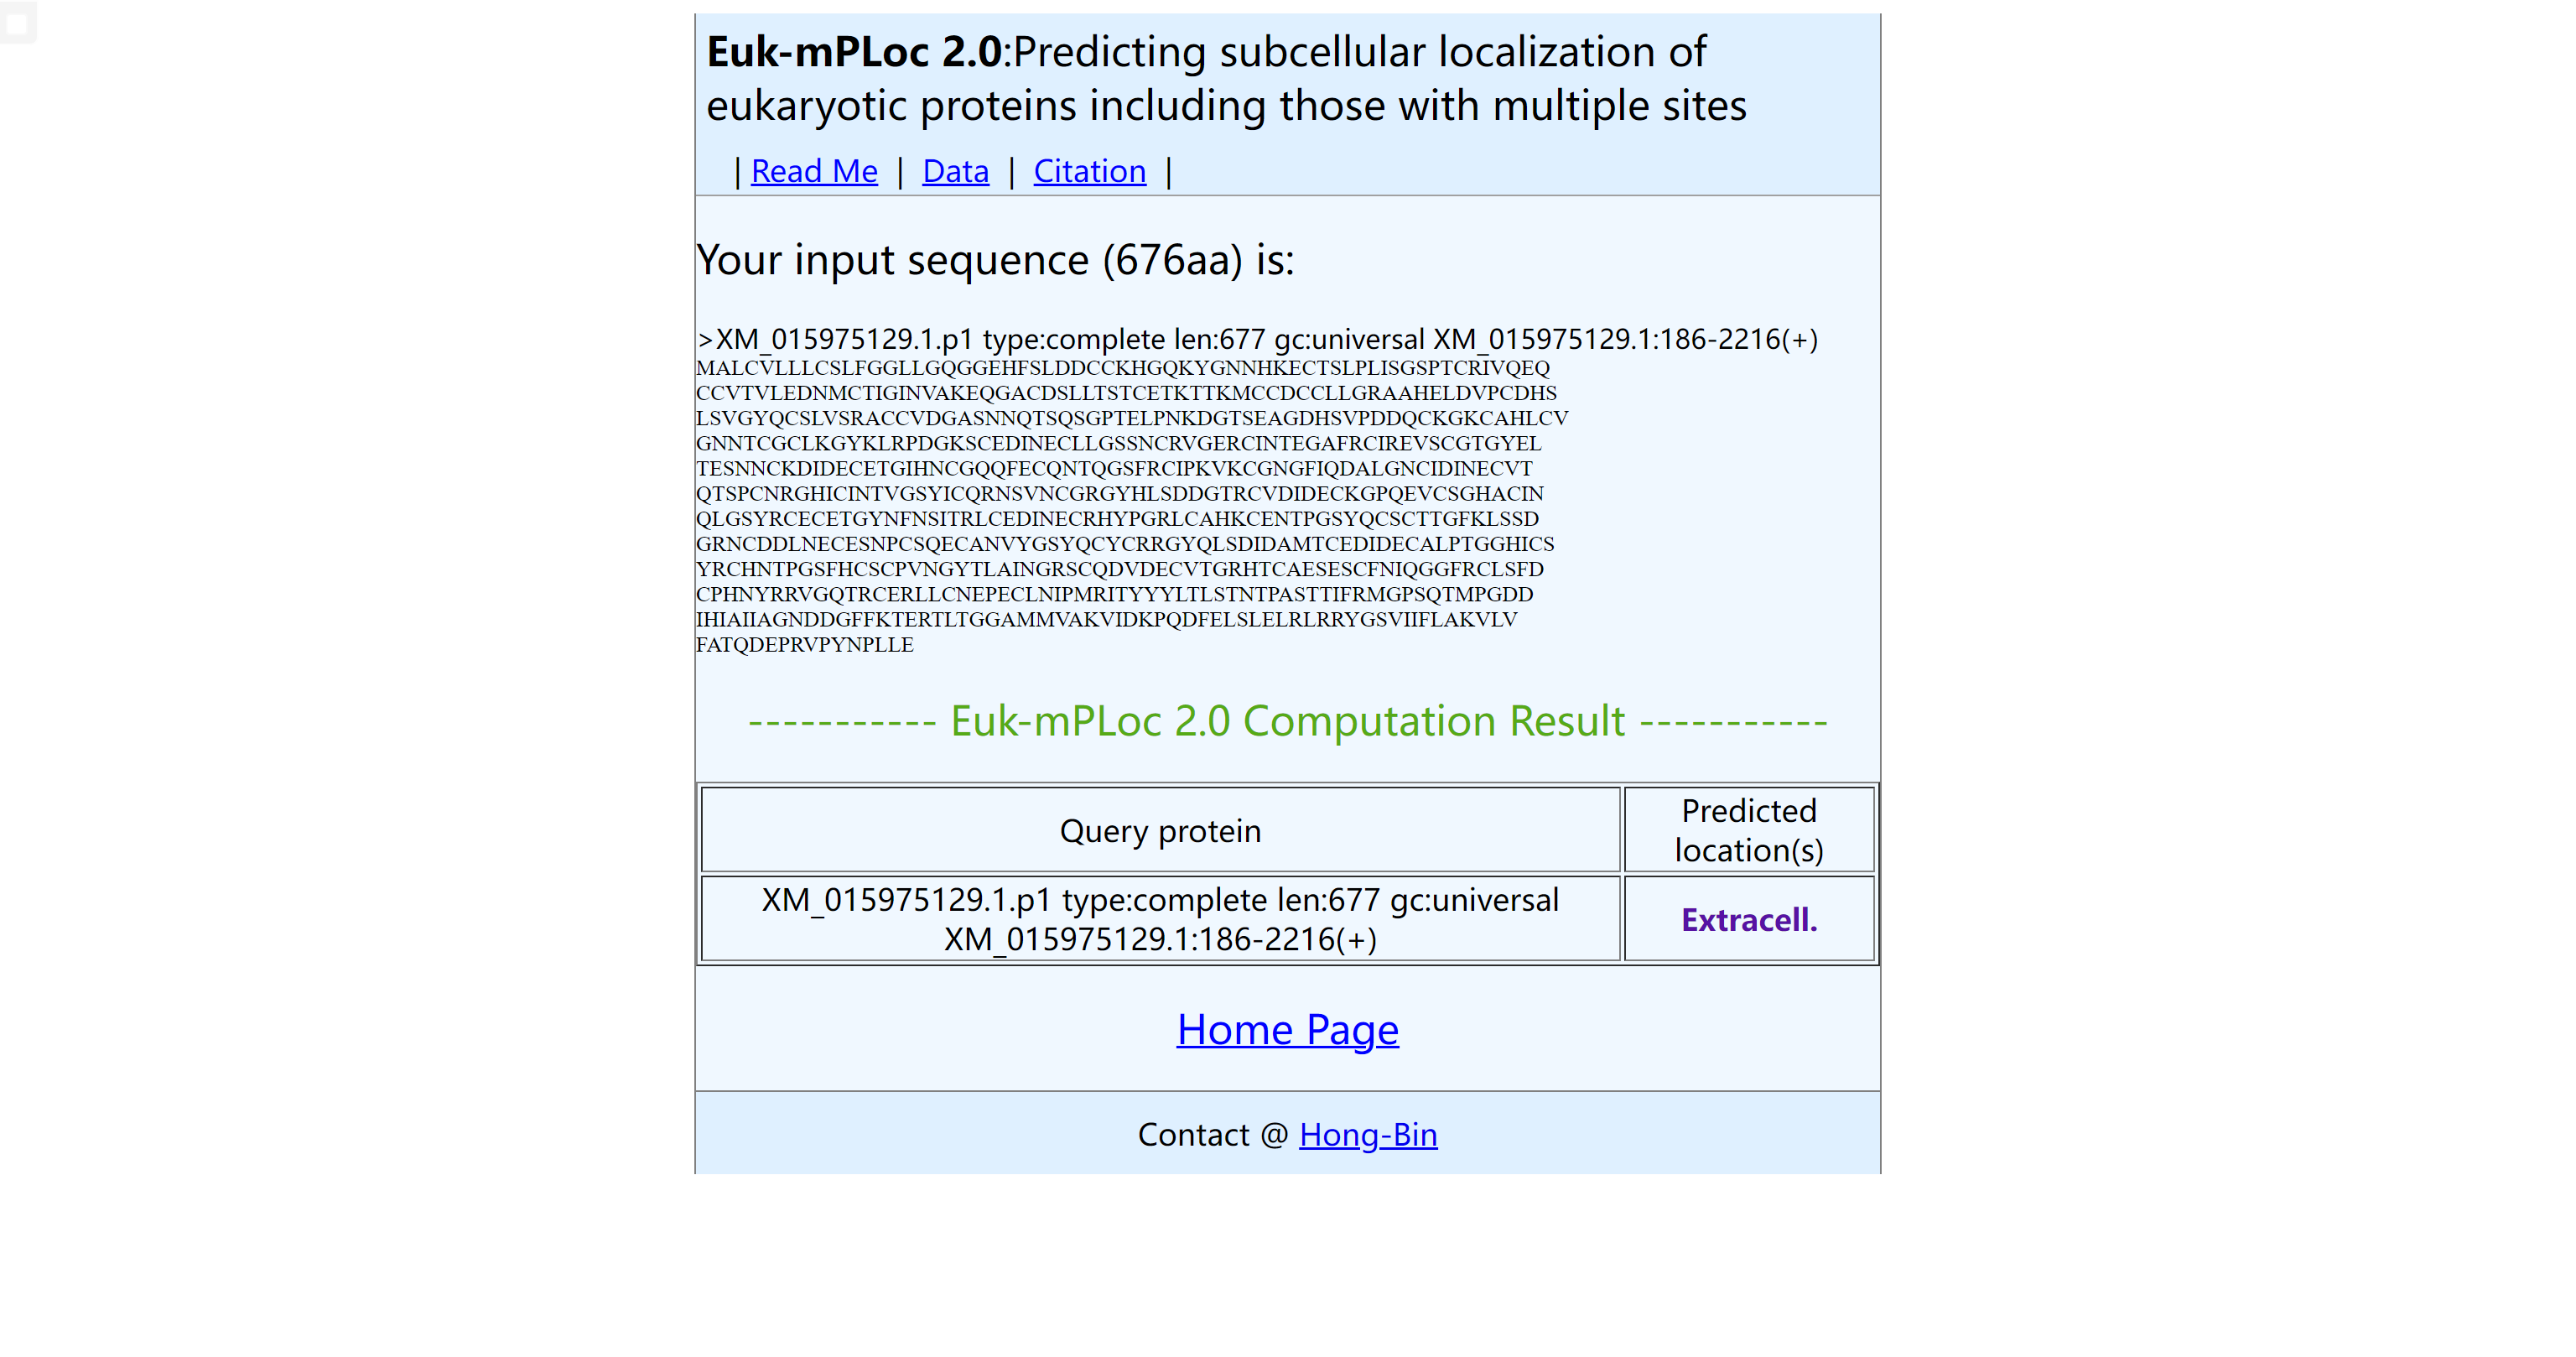 Euk-mPLoc 2.0:Predicting subcellular localization of
eukaryotic proteins including those with multiple sites
| Read Me | Data | Citation |
Your input sequence (676aa) is:
>XM_015975129.1.p1 type:complete len:677 gc:universal XM_015975129.1:186-2216(+)
MALCVLLLCSLFGGLLGQGGEHFSLDDCCKHGQKYGNNHKECTSLPLISGSPTCRIVQEQ
CCVTVLEDNMCTIGINVAKEQGACDSLLTSTCETKTTKMCCDCCLLGRAAHELDVPCDHS
LSVGYQCSLVSRACCVDGASNNQTSQSGPTELPNKDGTSEAGDHSVPDDQCKGKCAHLCV
GNNTCGCLKGYKLRPDGKSCEDINECLLGSSNCRVGERCINTEGAFRCIREVSCGTGYEL
TESNNCKDIDECETGIHNCGQQFECQNTQGSFRCIPKVKCGNGFIQDALGNCIDINECVT
QTSPCNRGHICINTVGSYICQRNSVNCGRGYHLSDDGTRCVDIDECKGPQEVCSGHACIN
QLGSYRCECETGYNFNSITRLCEDINECRHYPGRLCAHKCENTPGSYQCSCTTGFKLSSD
GRNCDDLNECESNPCSQECANVYGSYQCYCRRGYQLSDIDAMTCEDIDECALPTGGHICS
YRCHNTPGSFHCSCPVNGYTLAINGRSCQDVDECVTGRHTCAESESCFNIQGGFRCLSFD
CPHNYRRVGQTRCERLLCNEPECLNIPMRITYYYLTLSTNTPASTTIFRMGPSQTMPGDD
IHIAIIAGNDDGFFKTERTLTGGAMMVAKVIDKPQDFELSLELRLRRYGSVIIFLAKVLV
FATQDEPRVPYNPLLE
----------- Euk-mPLoc 2.0 Computation Result -----------
Query protein
Predicted
location(s)
XM_015975129.1.p1 type:complete len:677 gc:universal
XM_015975129.1:186-2216(+)
Extracell.
Home Page
Contact @ Hong-Bin